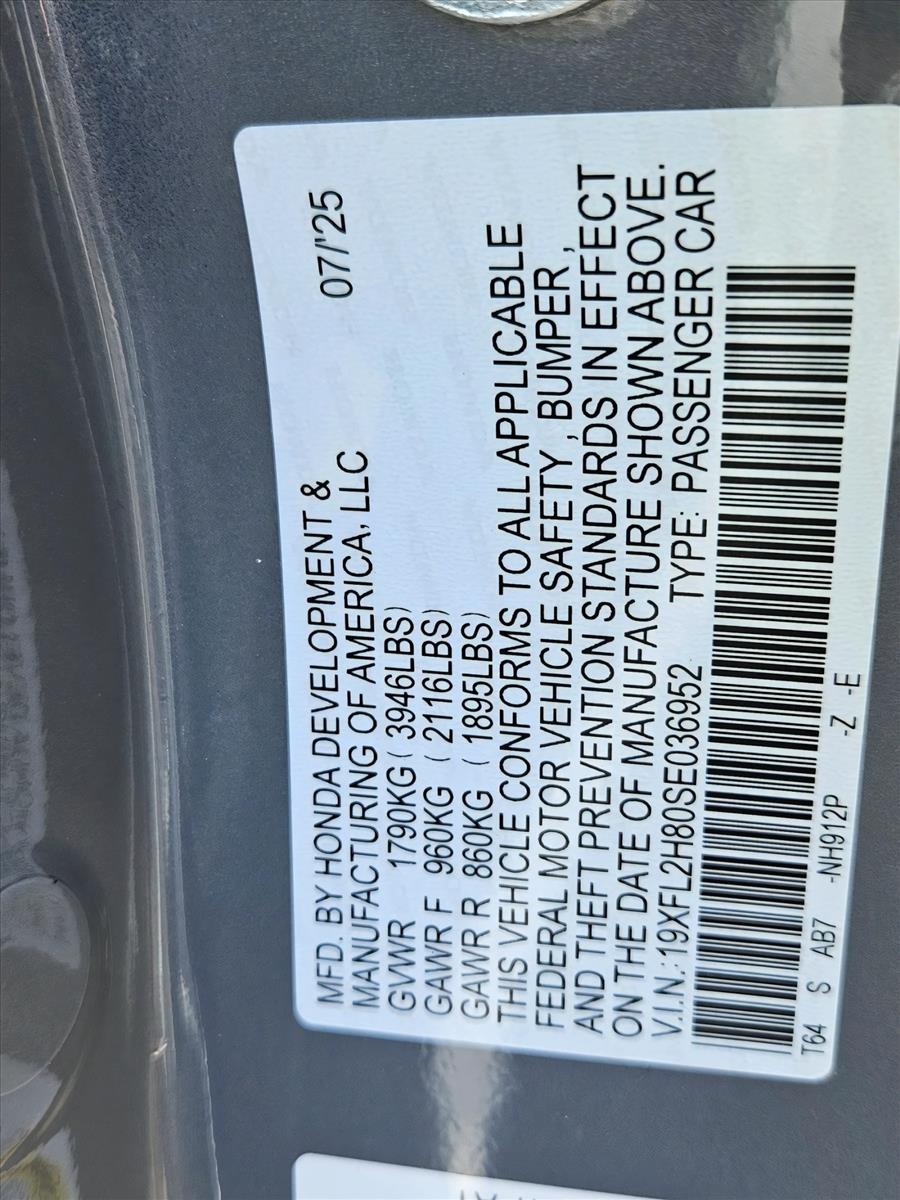 MFD. BY HONDA DEVELOPMENT &
MANUFACTURING OF AMERICA, LLC 07/'25
GVWR 1790KG ( 3946LBS)
GAWR F 960KG ( 2116LBS)
GAWR R 860KG ( 1895LBS)
THIS VEHICLE CONFORMS TO ALL APPLICABLE
FEDERAL MOTOR VEHICLE SAFETY , BUMPER ,
AND THEFT PREVENTION STANDARDS IN EFFECT
ON THE DATE OF MANUFACTURE SHOWN ABOVE.
V.I.N.: 19XFL2H80SE036952 TYPE: PASSENGER CAR
T64 S AB7 -NH912P -Z -E